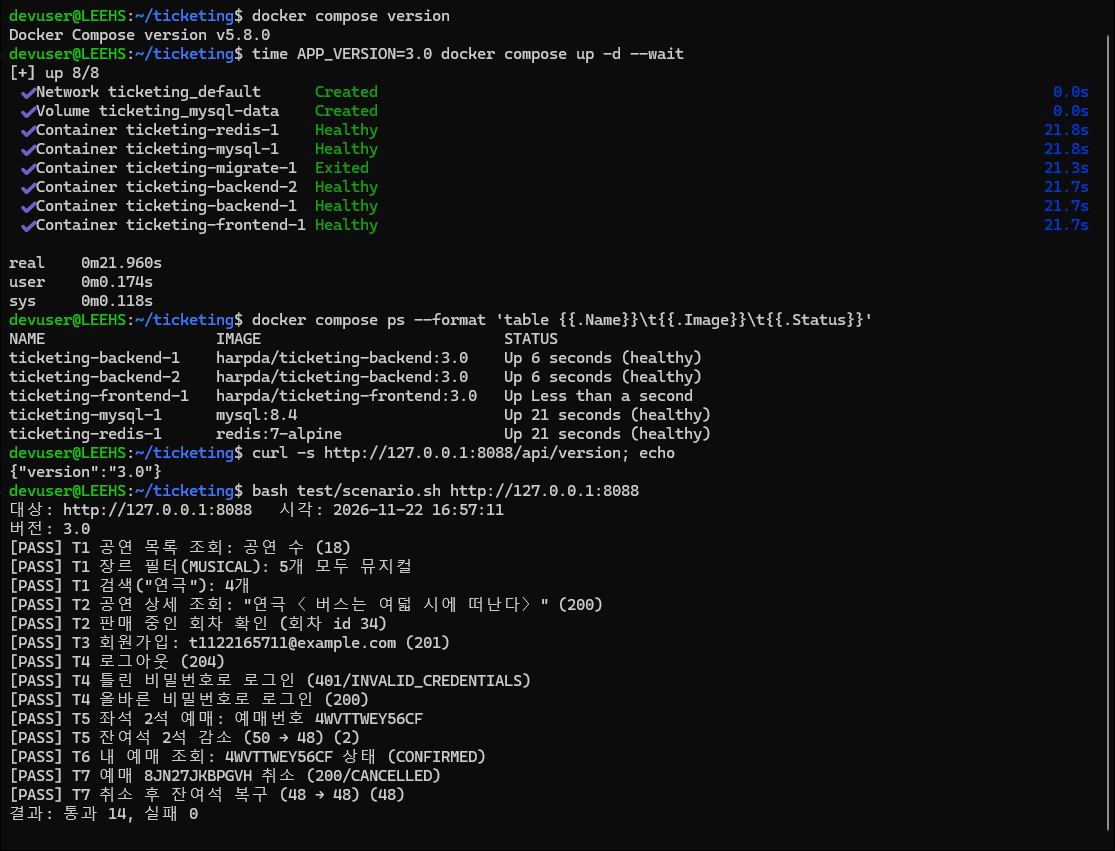 devuser@LEEHS:~/ticketing$ docker compose version
Docker Compose version v5.8.0
devuser@LEEHS:~/ticketing$ time APP_VERSION=3.0 docker compose up -d --wait
[+] up 8/8
✔Network ticketing_default Created 0.0s
✔Volume ticketing_mysql-data Created 0.0s
✔Container ticketing-redis-1 Healthy 21.8s
✔Container ticketing-mysql-1 Healthy 21.8s
✔Container ticketing-migrate-1 Exited 21.3s
✔Container ticketing-backend-2 Healthy 21.7s
✔Container ticketing-backend-1 Healthy 21.7s
✔Container ticketing-frontend-1 Healthy 21.7s
real 0m21.960s
user 0m0.174s
sys 0m0.118s
devuser@LEEHS:~/ticketing$ docker compose ps --format 'table {{.Name}}\t{{.Image}}\t{{.Status}}'
NAME IMAGE STATUS
ticketing-backend-1 harpda/ticketing-backend:3.0 Up 6 seconds (healthy)
ticketing-backend-2 harpda/ticketing-backend:3.0 Up 6 seconds (healthy)
ticketing-frontend-1 harpda/ticketing-frontend:3.0 Up Less than a second
ticketing-mysql-1 mysql:8.4 Up 21 seconds (healthy)
ticketing-redis-1 redis:7-alpine Up 21 seconds (healthy)
devuser@LEEHS:~/ticketing$ curl -s http://127.0.0.1:8088/api/version; echo
{"version":"3.0"}
devuser@LEEHS:~/ticketing$ bash test/scenario.sh http://127.0.0.1:8088
대상: http://127.0.0.1:8088 시각: 2026-11-22 16:57:11
버전: 3.0
[PASS] T1 공연 목록 조회: 공연 수 (18)
[PASS] T1 장르 필터(MUSICAL): 5개 모두 뮤지컬
[PASS] T1 검색("연극"): 4개
[PASS] T2 공연 상세 조회: "연극 〈 버스는 여덟 시에 떠난다〉" (200)
[PASS] T2 판매 중인 회차 확인 (회차 id 34)
[PASS] T3 회원가입: t1122165711@example.com (201)
[PASS] T4 로그아웃 (204)
[PASS] T4 틀린 비밀번호로 로그인 (401/INVALID_CREDENTIALS)
[PASS] T4 올바른 비밀번호로 로그인 (200)
[PASS] T5 좌석 2석 예매: 예매번호 4WVTTWEY56CF
[PASS] T5 잔여석 2석 감소 (50 → 48) (2)
[PASS] T6 내 예매 조회: 4WVTTWEY56CF 상태 (CONFIRMED)
[PASS] T7 예매 8JN27JKBPGVH 취소 (200/CANCELLED)
[PASS] T7 취소 후 잔여석 복구 (48 → 48) (48)
결과: 통과 14, 실패 0